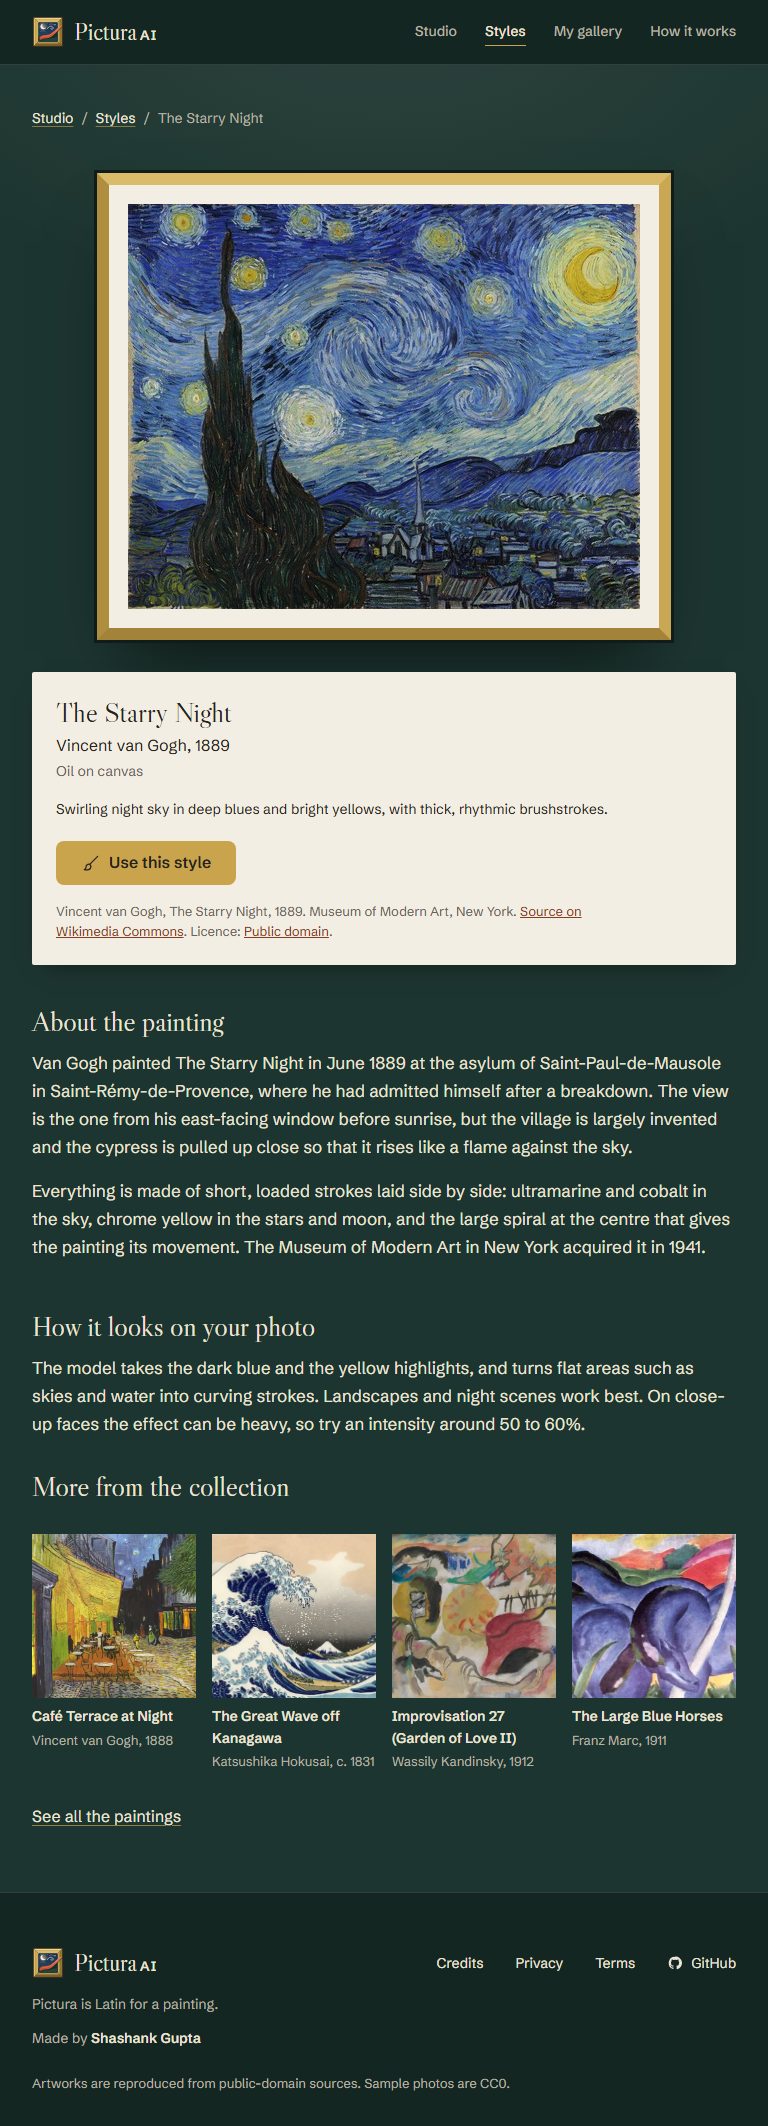 Pictura AI
Studio
Styles
My gallery
How it works
Studio / Styles / The Starry Night
The Starry Night
Vincent van Gogh, 1889
Oil on canvas
Swirling night sky in deep blues and bright yellows, with thick, rhythmic brushstrokes.
Use this style
Vincent van Gogh, The Starry Night, 1889. Museum of Modern Art, New York. Source on
Wikimedia Commons. Licence: Public domain.
About the painting
Van Gogh painted The Starry Night in June 1889 at the asylum of Saint-Paul-de-Mausole
in Saint-Rémy-de-Provence, where he had admitted himself after a breakdown. The view
is the one from his east-facing window before sunrise, but the village is largely invented
and the cypress is pulled up close so that it rises like a flame against the sky.
Everything is made of short, loaded strokes laid side by side: ultramarine and cobalt in
the sky, chrome yellow in the stars and moon, and the large spiral at the centre that gives
the painting its movement. The Museum of Modern Art in New York acquired it in 1941.
How it looks on your photo
The model takes the dark blue and the yellow highlights, and turns flat areas such as
skies and water into curving strokes. Landscapes and night scenes work best. On close-
up faces the effect can be heavy, so try an intensity around 50 to 60%.
More from the collection
Café Terrace at Night
Vincent van Gogh, 1888
The Great Wave off
Kanagawa
Katsushika Hokusai, c. 1831
Improvisation 27
(Garden of Love II)
Wassily Kandinsky, 1912
The Large Blue Horses
Franz Marc, 1911
See all the paintings
Pictura AI
Credits
Privacy
Terms
GitHub
Pictura is Latin for a painting.
Made by Shashank Gupta
Artworks are reproduced from public-domain sources. Sample photos are CC0.